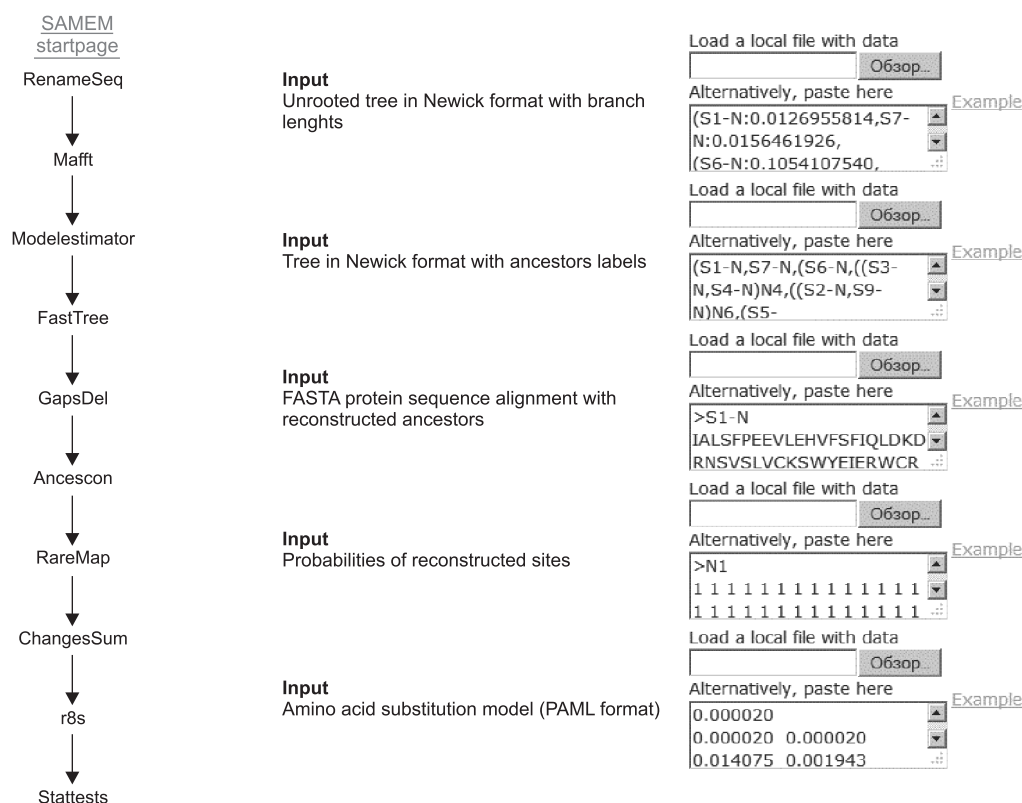 SAMEM
startpage
RenameSeq
Mafft
Modelestimator
FastTree
GapsDel
Ancescon
RareMap
ChangesSum
r8s
Stattests
Input
Unrooted tree in Newick format with branch
lenghts
Load a local file with data
Обзор...
Alternatively, paste here
Example
(S1-N:0.0126955814,S7-
N:0.0156461926,
(S6-N:0.1054107540,
Input
Tree in Newick format with ancestors labels
Load a local file with data
Обзор...
Alternatively, paste here
Example
(S1-N,S7-N,(S6-N,((S3-
N,S4-N)N4,((S2-N,S9-
N)N6,(S5-
Input
FASTA protein sequence alignment with
reconstructed ancestors
Load a local file with data
Обзор...
Alternatively, paste here
Example
>S1-N
IALSFPEEVLEHVFSFIQLDKD
RNSVSLVCKSWYEIERWCR
Input
Probabilities of reconstructed sites
Load a local file with data
Обзор...
Alternatively, paste here
Example
>N1
1 1 1 1 1 1 1 1 1 1 1 1 1 1
1 1 1 1 1 1 1 1 1 1 1 1 1 1
Input
Amino acid substitution model (PAML format)
Load a local file with data
Обзор...
Alternatively, paste here
Example
0.000020
0.000020 0.000020
0.014075 0.001943